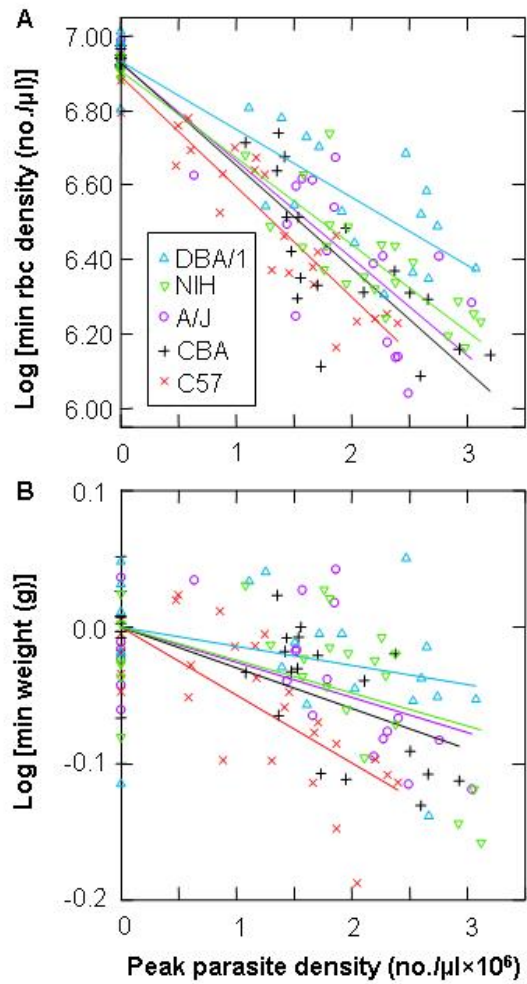 A
Log [min rbc density (no./µl)]
7.00
6.80
6.60
6.40
6.20
6.00
DBA/1
NIH
A/J
CBA
C57
0 1 2 3
B
Log [min weight (g)]
0.1
0.0
-0.1
-0.2
0 1 2 3
Peak parasite density (no./µl×10⁶)